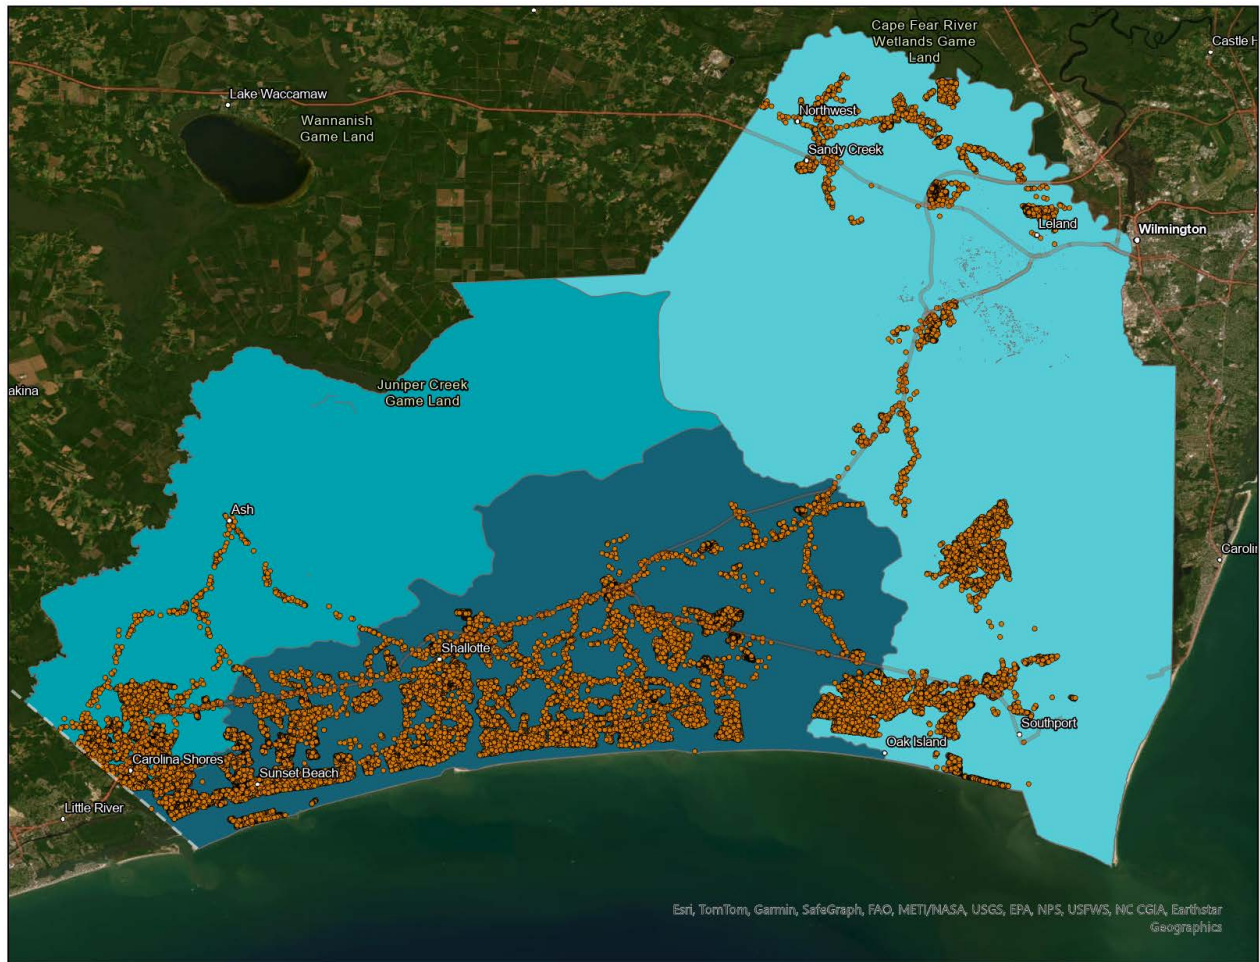 Cape Fear River
Wetlands Game
Land
Castle H
Lake Waccamaw
Wannanish
Game Land
Northwest
Sandy Creek
Leland
Wilmington
akina
Juniper Creek
Game Land
Ash
Carolin
Shallotte
Southport
Oak Island
Carolina Shores
Sunset Beach
Little River
Esri, TomTom, Garmin, SafeGraph, FAO, METI/NASA, USGS, EPA, NPS, USFWS, NC CGIA, Earthstar
Geographics